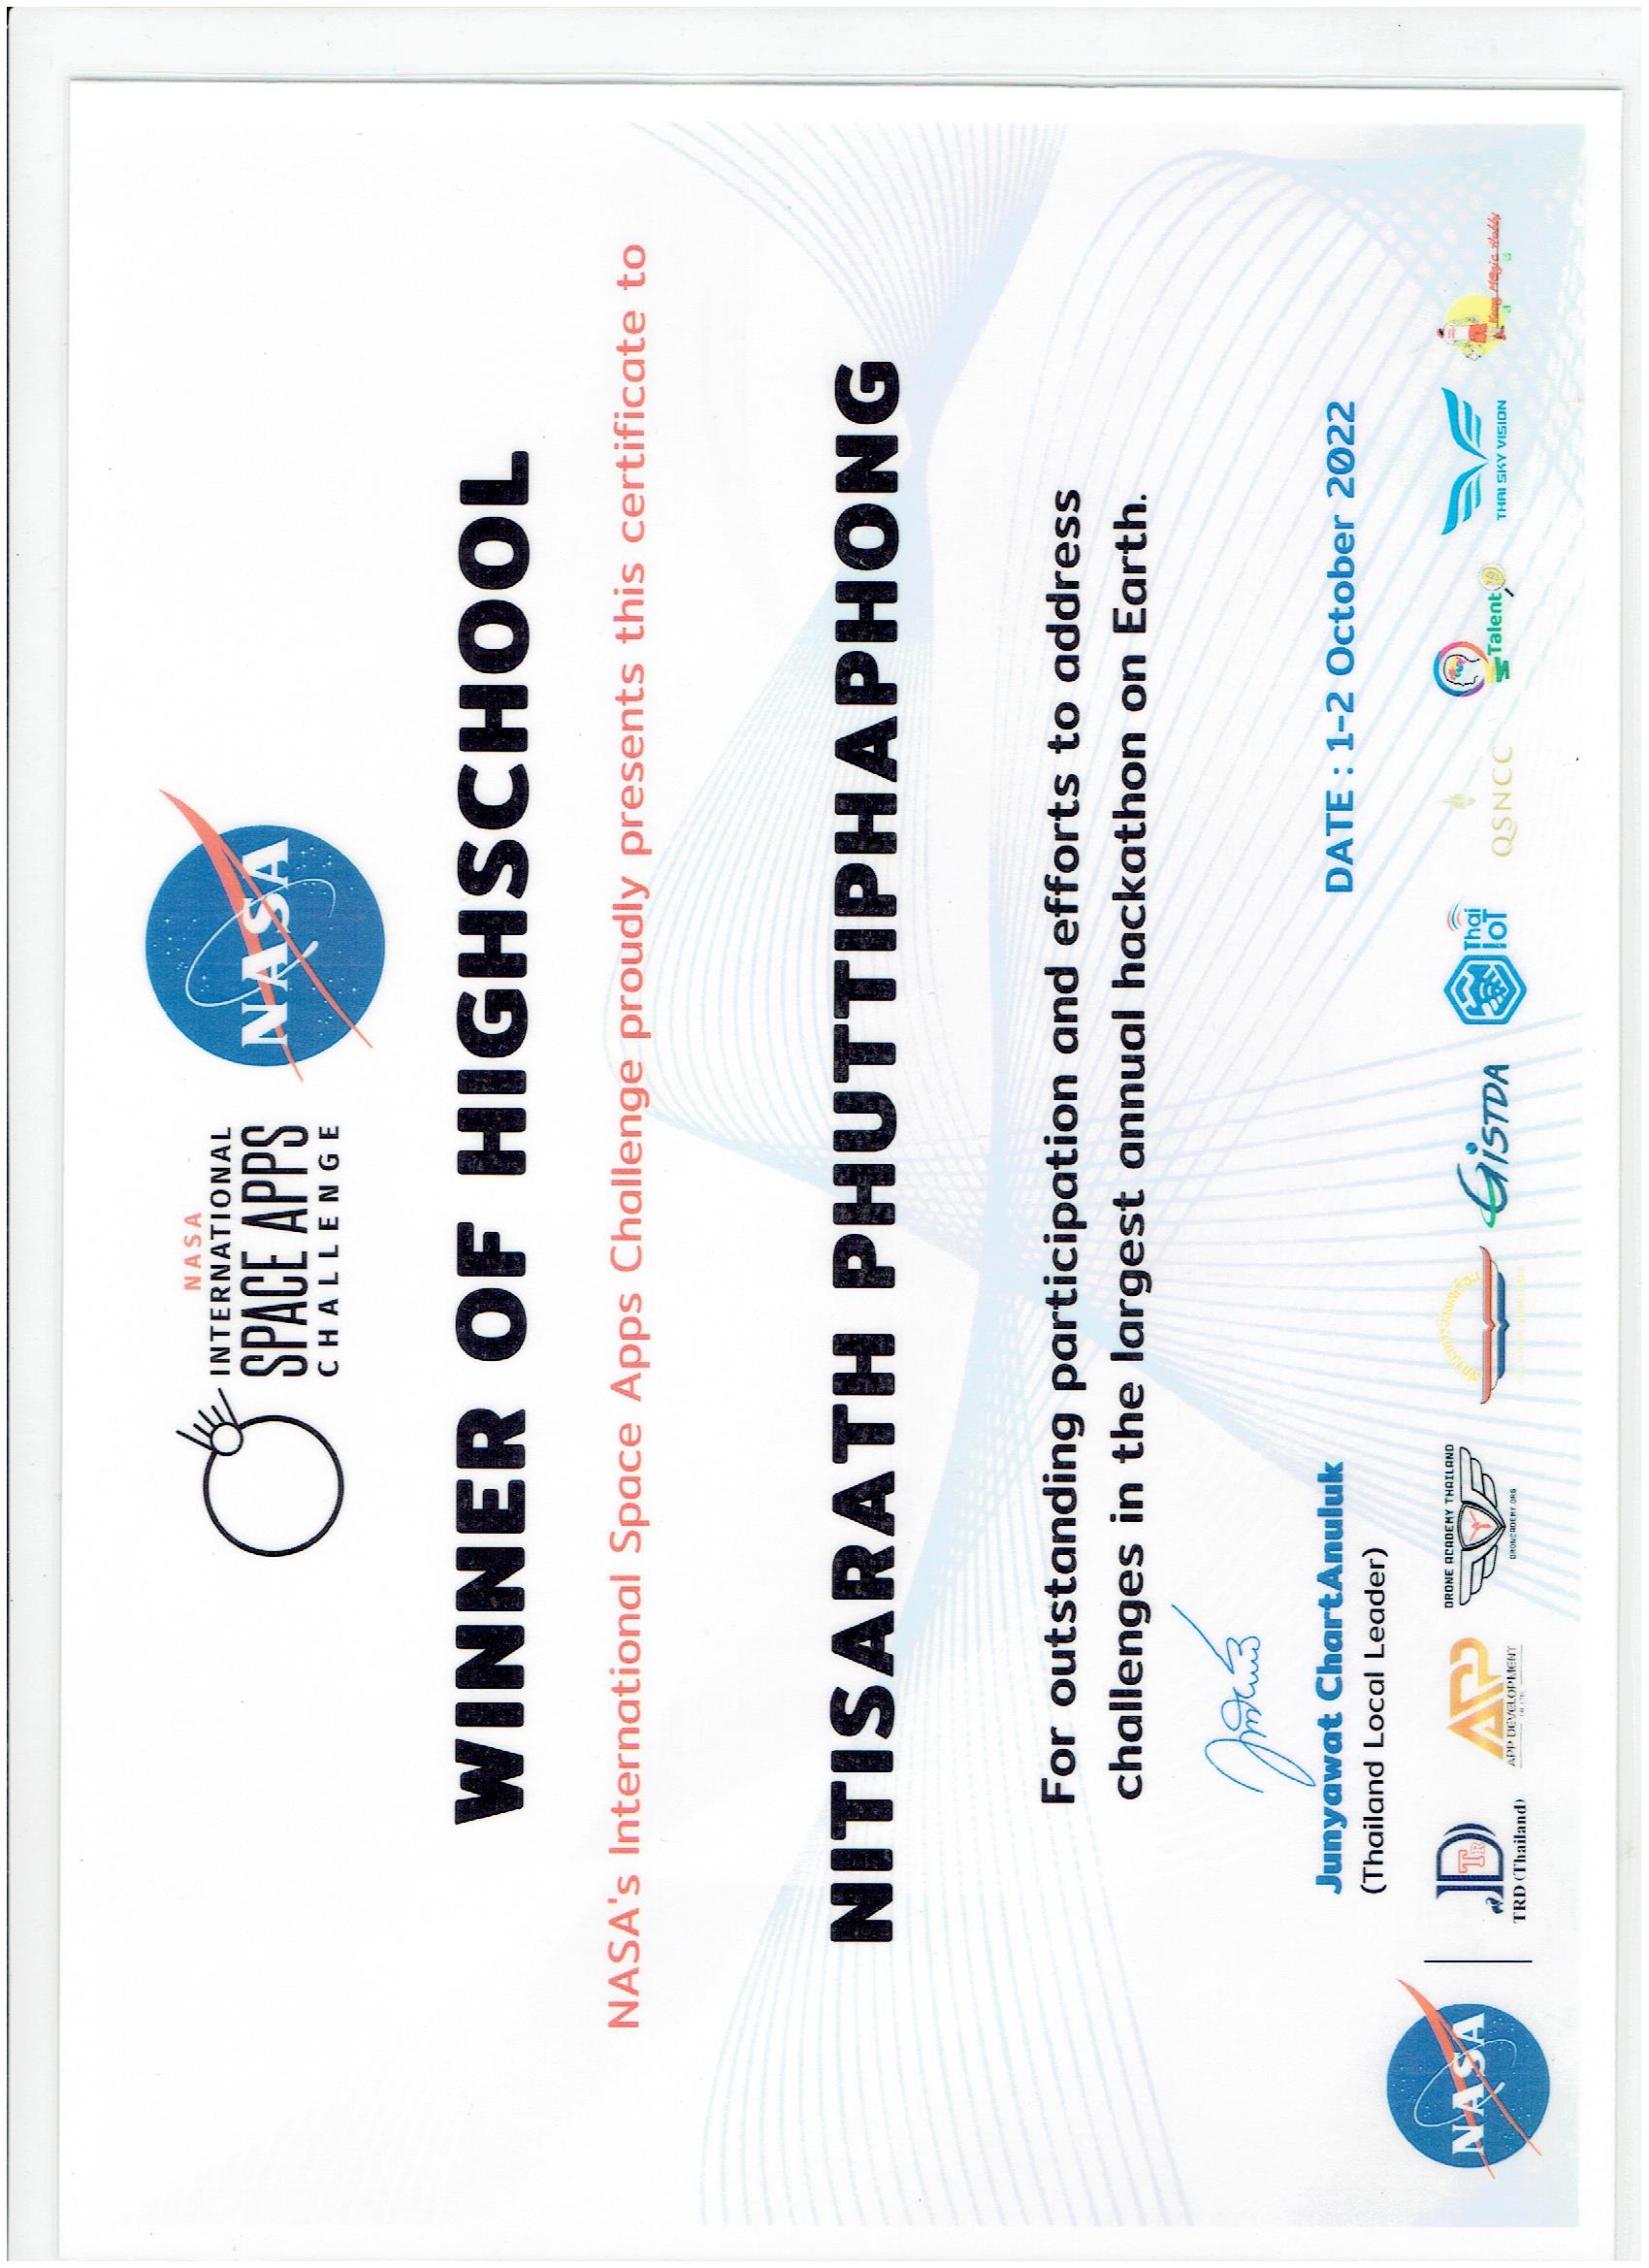 NASA
INTERNATIONAL
SPACE APPS
CHALLENGE
NASA
WINNER OF HIGHSCHOOL
NASA's International Space Apps Challenge proudly presents this certificate to
NITISARATH PHUTTIPHAPHONG
For outstanding participation and efforts to address
challenges in the largest annual hackathon on Earth.
Junyawat ChartAnuluk
(Thailand Local Leader)
DATE : 1-2 October 2022
NASA
TRD (Thailand)
APP
APP DEVELOPMENT
DRONE ACADEMY THAILAND
DRONEACADEMY.ORG
GISTDA
Thai
IoT
QSNCC
Talent
THAI SKY VISION
Magic Hobby